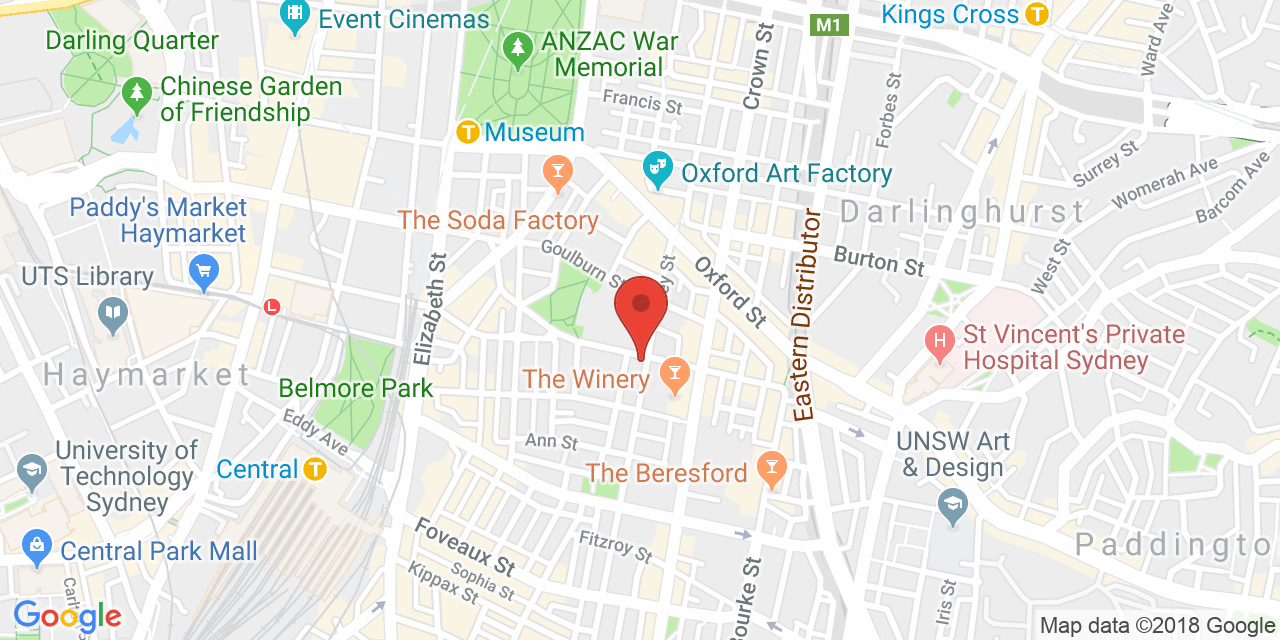 Event Cinemas
Darling Quarter
Chinese Garden
of Friendship
ANZAC War
Memorial
Francis St
Crown St
M1
Kings Cross
T
Ward Ave
Forbes St
Surrey St
Womerah Ave
Barcom Ave
T
Museum
Oxford Art Factory
Darlinghurst
Paddy's Market
Haymarket
The Soda Factory
Goulburn St
ey St
Oxford St
Burton St
West St
UTS Library
L
Elizabeth St
Eastern Distributor
H
St Vincent's Private
Hospital Sydney
Haymarket
Belmore Park
The Winery
Eddy Ave
Ann St
University of
Technology
Sydney
Central
T
The Beresford
UNSW Art
& Design
Central Park Mall
Foveaux St
Fitzroy St
Sophia St
Kippax St
Paddingto
Carlt
ourke St
Iris St
Google
Map data ©2018 Google